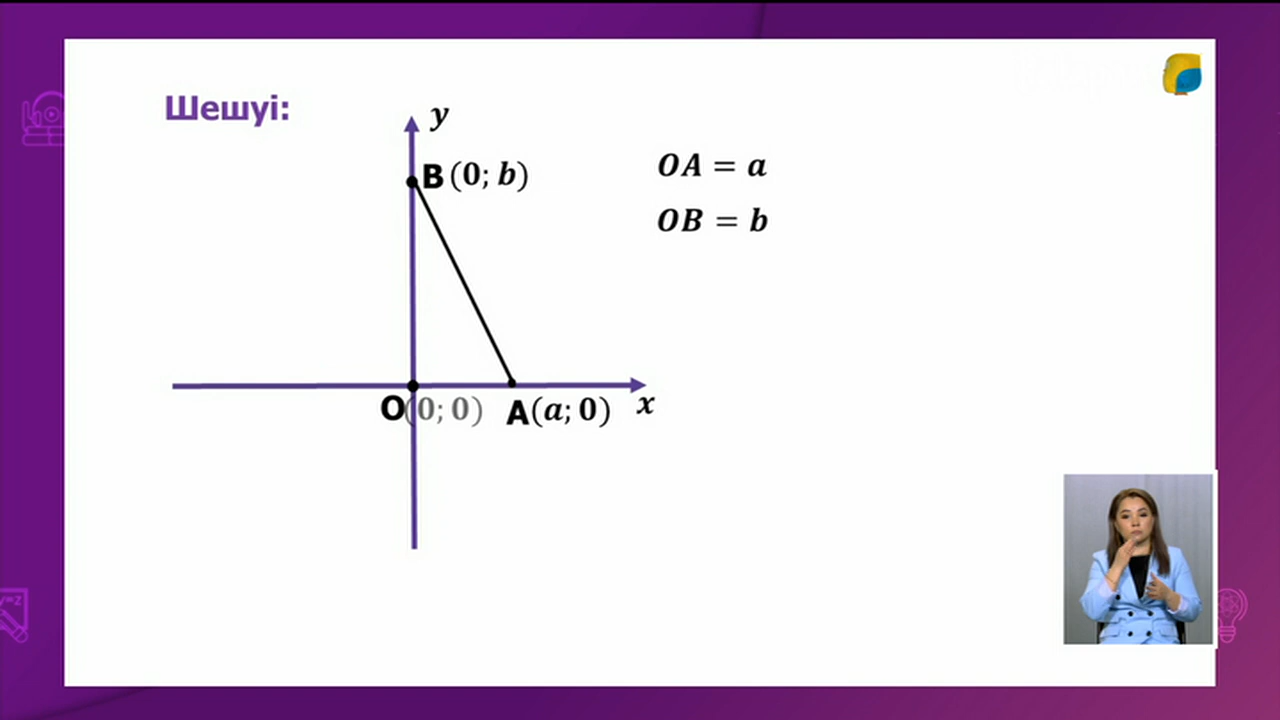 Шешуі:
y
B (0; b)
OA = a
OB = b
O(0; 0) A(a; 0) x
y=z